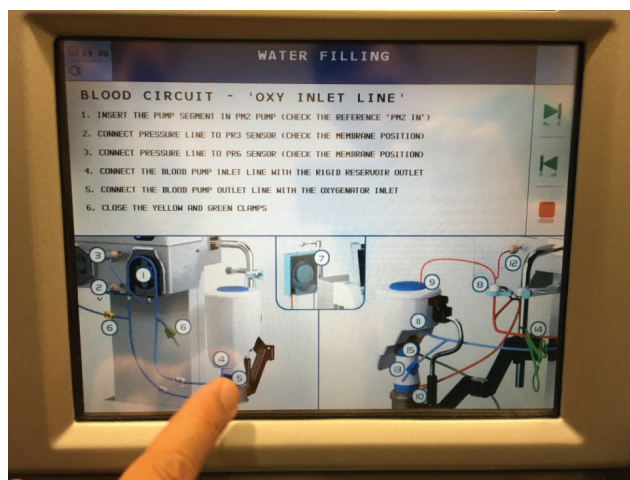 14 00
WATER FILLING
BLOOD CIRCUIT - 'OXY INLET LINE'
1. INSERT THE PUMP SEGMENT IN PM2 PUMP (CHECK THE REFERENCE 'PM2 IN')
2. CONNECT PRESSURE LINE TO PR3 SENSOR (CHECK THE MEMBRANE POSITION)
3. CONNECT PRESSURE LINE TO PR6 SENSOR (CHECK THE MEMBRANE POSITION)
4. CONNECT THE BLOOD PUMP INLET LINE WITH THE RIGID RESERVOIR OUTLET
5. CONNECT THE BLOOD PUMP OUTLET LINE WITH THE OXYGENATOR INLET
6. CLOSE THE YELLOW AND GREEN CLAMPS
3
1
2
6
6
4
5
7
9
12
8
11
14
15
13
10